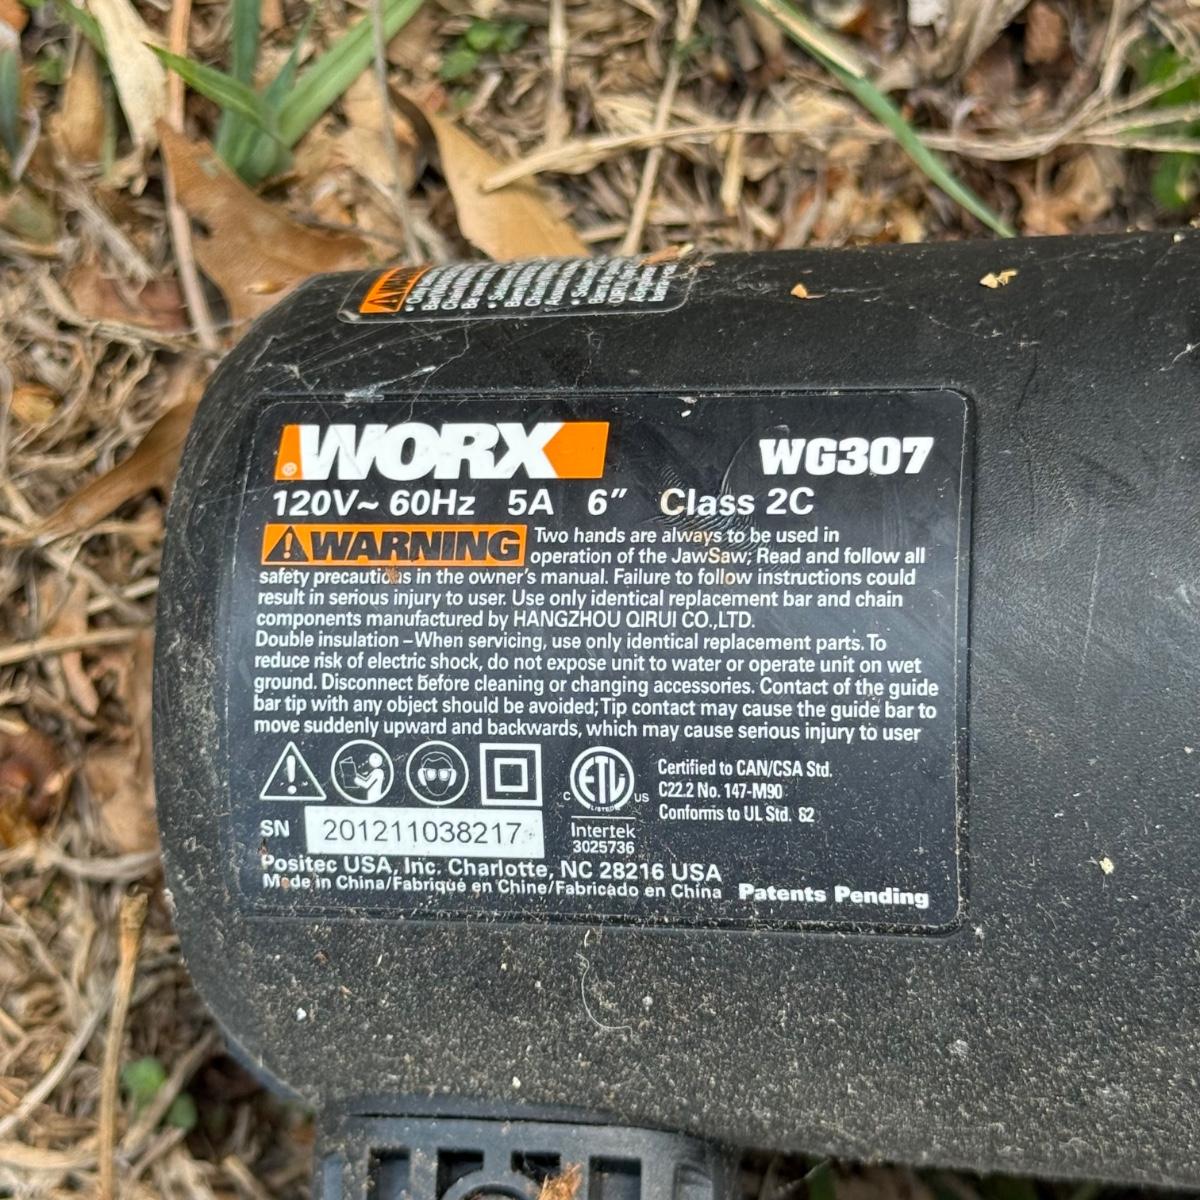 WORX
WG307
120V~ 60Hz 5A 6" Class 2C
WARNING Two hands are always to be used in
operation of the JawSaw; Read and follow all
safety precautions in the owner's manual. Failure to follow instructions could
result in serious injury to user. Use only identical replacement bar and chain
components manufactured by HANGZHOU QIRUI CO.,LTD.
Double insulation –When servicing, use only identical replacement parts. To
reduce risk of electric shock, do not expose unit to water or operate unit on wet
ground. Disconnect before cleaning or changing accessories. Contact of the guide
bar tip with any object should be avoided; Tip contact may cause the guide bar to
move suddenly upward and backwards, which may cause serious injury to user
C ETL US
LISTED
Intertek
3025736
Certified to CAN/CSA Std.
C22.2 No. 147-M90
Conforms to UL Std. 82
SN 201211038217
Positec USA, Inc. Charlotte, NC 28216 USA
Made in China/Fabriqué en Chine/Fabricado en China Patents Pending